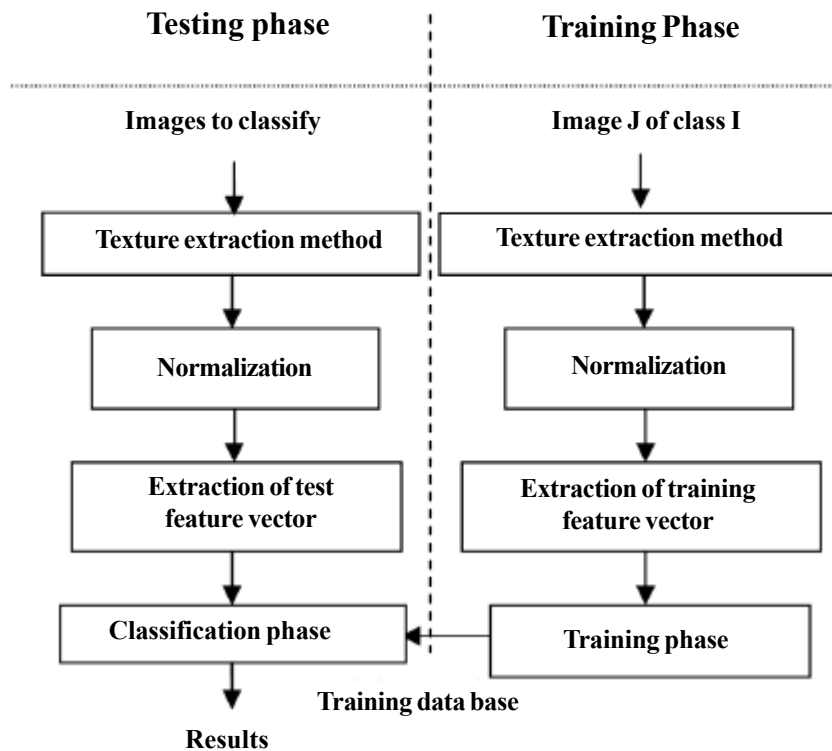 Testing phase
Training Phase
Images to classify
Image J of class I
Texture extraction method
Texture extraction method
Normalization
Normalization
Extraction of test
feature vector
Extraction of training
feature vector
Classification phase
Training phase
Training data base
Results